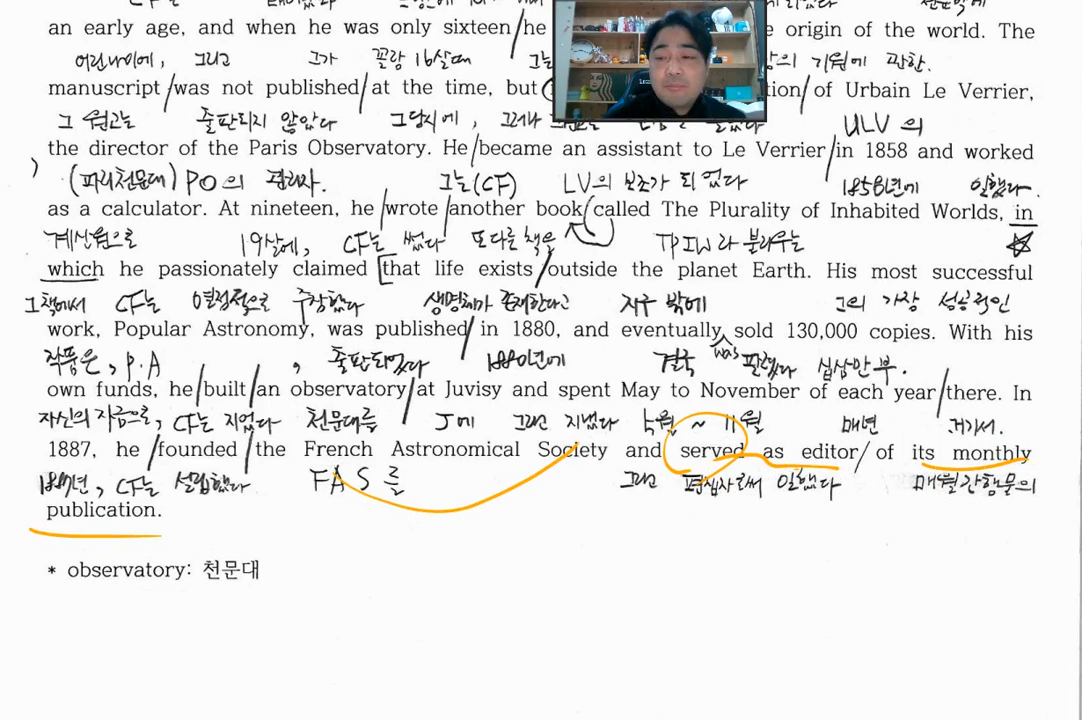 an early age, and when he was only sixteen/he e origin of the world. The
어린나이에, 그리고 그가 꼴랑 16살때 그는 의 기원에 관한.
manuscript/was not published/at the time, but tion/of Urbain Le Verrier,
그 원고는 출판되지 않았다 그당시에, 그러나 ULV의
the director of the Paris Observatory. He/became an assistant to Le Verrier/in 1858 and worked
(파리천문대) PO의 관리자. 그는(CF) LV의 보조가 되었다 1858년에 일했다.
as a calculator. At nineteen, he/wrote/another book/called The Plurality of Inhabited Worlds, in
계산원으로 19살에, CF는 썼다 또다른 책을 TPIW라 불리우는
which he passionately claimed [that life exists/outside the planet Earth. His most successful
그책에서 CF는 열정적으로 주장했다 생명체가 존재한다고 지구 밖에 그의 가장 성공적인
work, Popular Astronomy, was published/in 1880, and eventually sold 130,000 copies. With his
작품은, P.A, 출판되었다 1880년에 결국 was 팔렸다 십삼만부.
own funds, he/built/an observatory/at Juvisy and spent May to November of each year/there. In
자신의 자금으로, CF는 지었다 천문대를 J에 그리고 지냈다 5월 ~ 11월 매년 거기서.
1887, he/founded/the French Astronomical Society and served as editor/of its monthly
1887년, CF는 설립했다 FAS를 그리고 편집자로써 일했다 매월간행물의
publication.
* observatory: 천문대